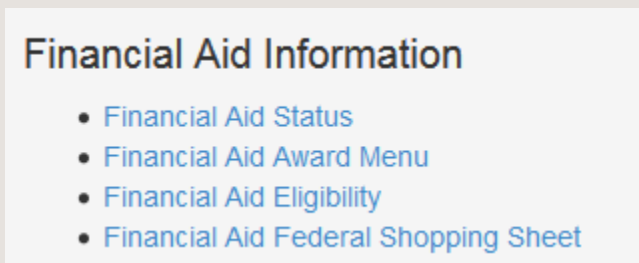 Financial Aid Information
Financial Aid Status
Financial Aid Award Menu
Financial Aid Eligibility
Financial Aid Federal Shopping Sheet